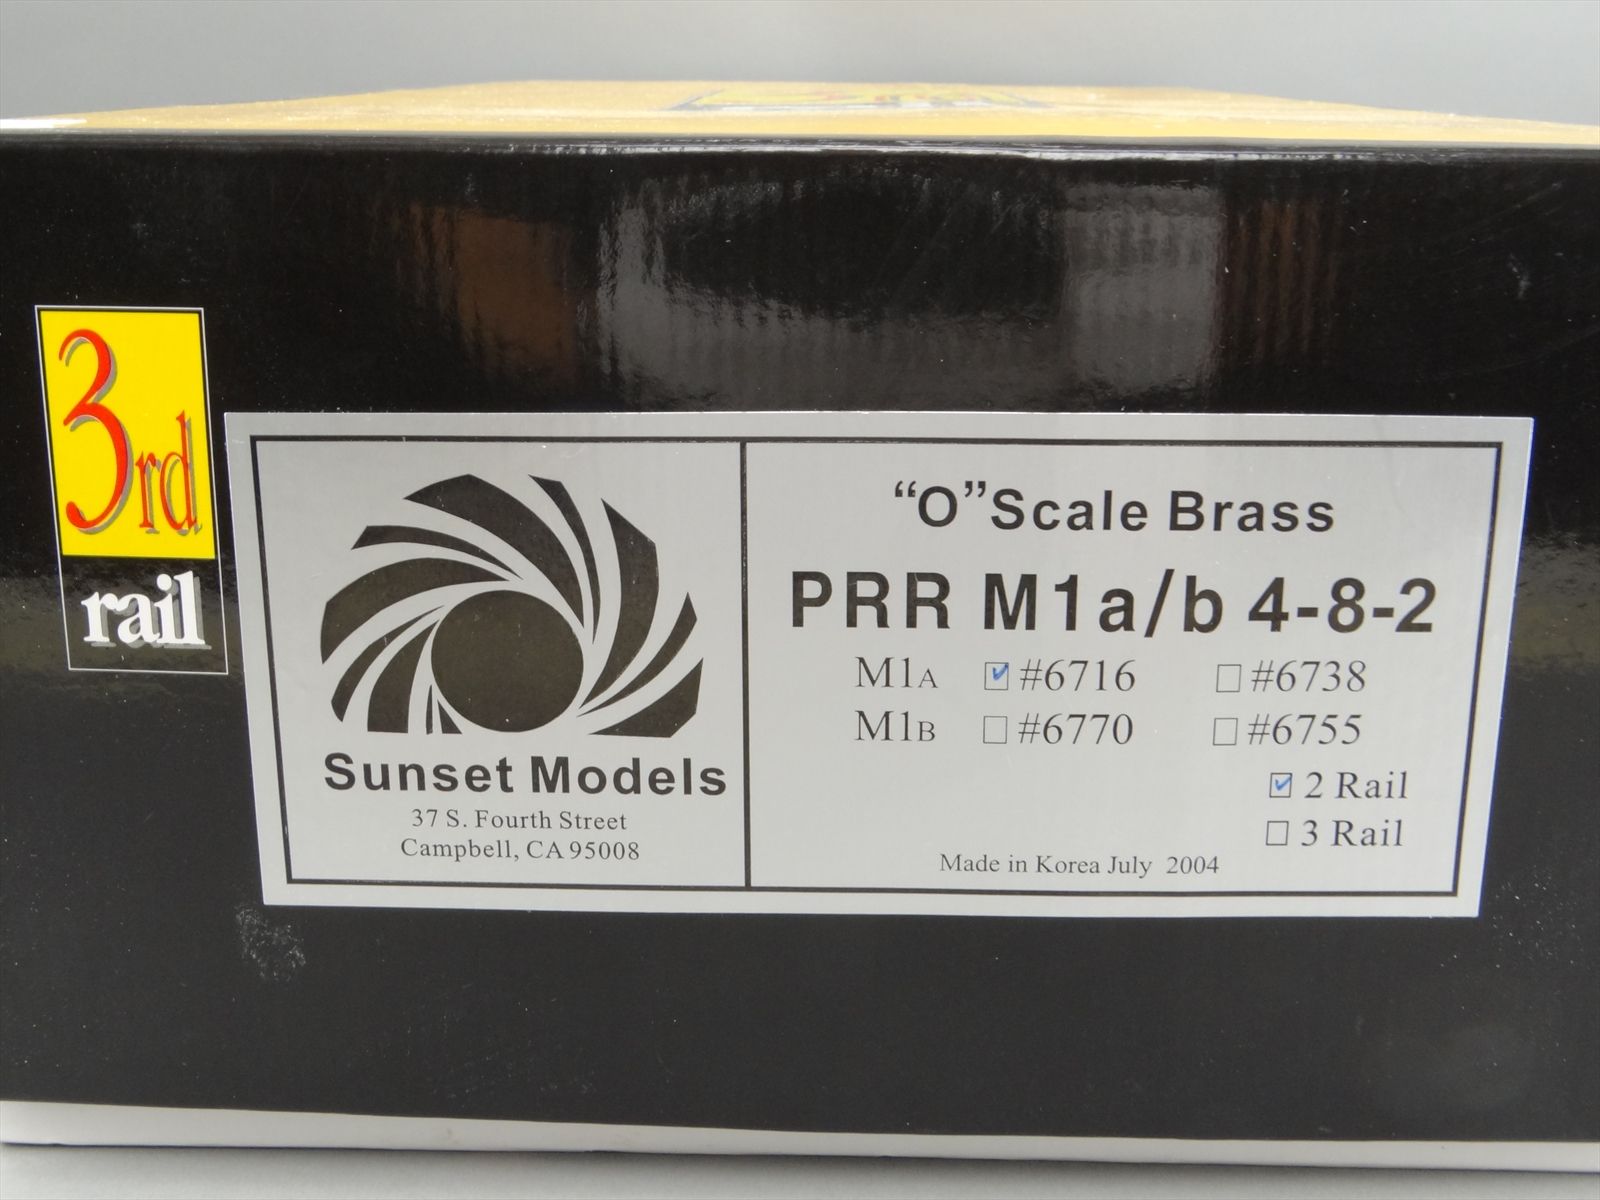 3rd
rail
Sunset Models
37 S. Fourth Street
Campbell, CA 95008
"O" Scale Brass
PRR M1a/b 4-8-2
M1A ☑ #6716 ☐ #6738
M1B ☐ #6770 ☐ #6755
☑ 2 Rail
☐ 3 Rail
Made in Korea July 2004